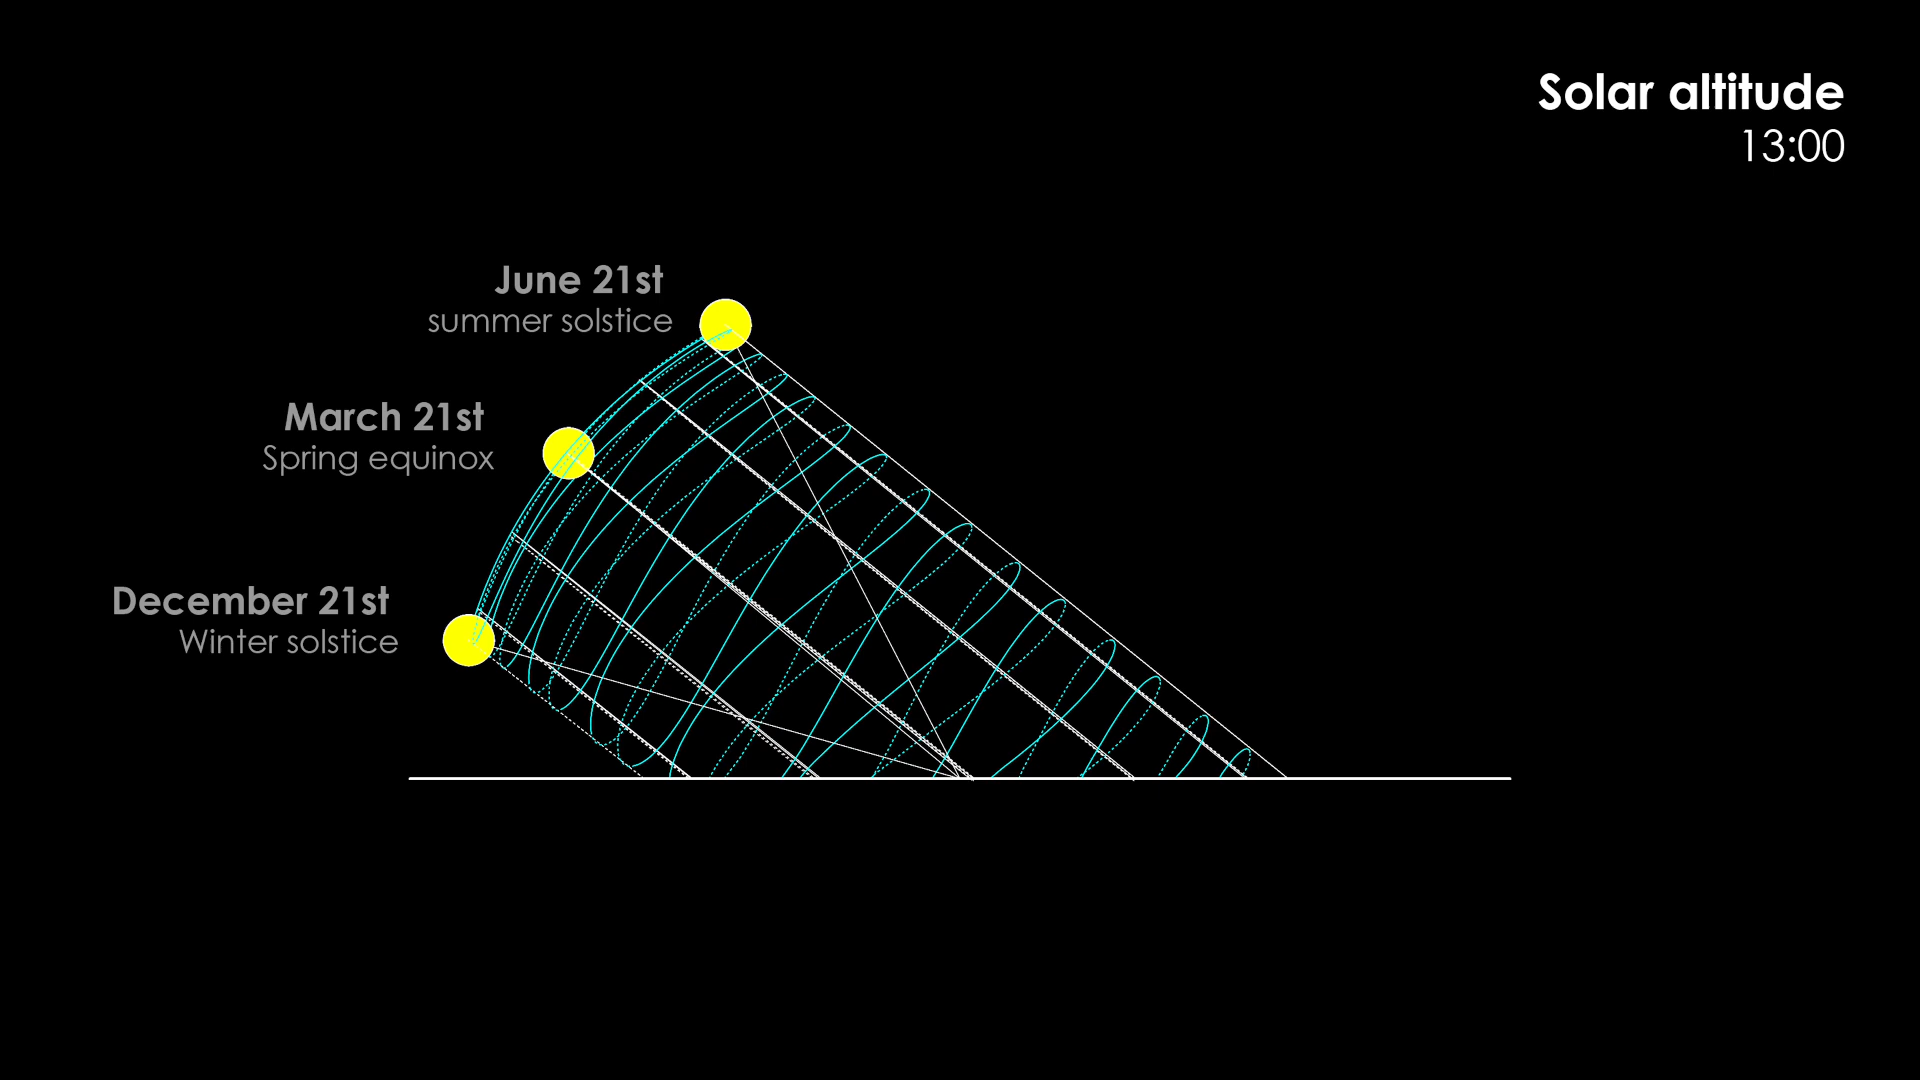 Solar altitude
13:00
June 21st
summer solstice
March 21st
Spring equinox
December 21st
Winter solstice